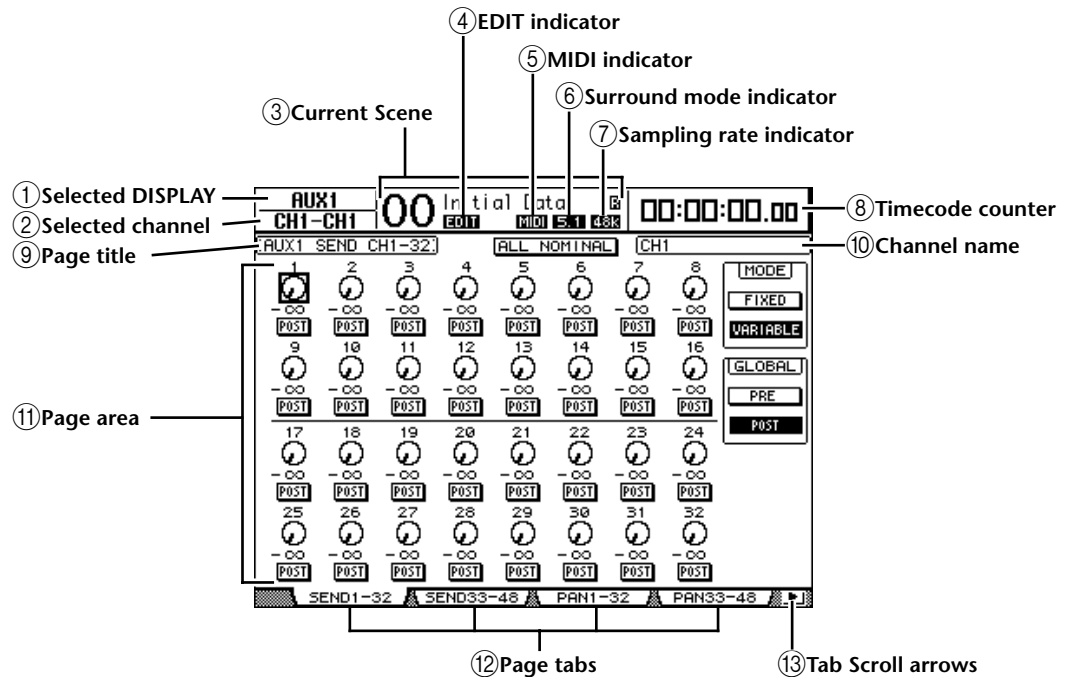 ④EDIT indicator
⑤MIDI indicator
⑥Surround mode indicator
③Current Scene
⑦Sampling rate indicator
①Selected DISPLAY
②Selected channel
⑧Timecode counter
⑨Page title
⑩Channel name
⑪Page area
⑫Page tabs
⑬Tab Scroll arrows
AUX1
CH1-CH1
00
Initial Data
EDIT MIDI 5.1 48k
00:00:00.00
AUX1 SEND CH1-32
ALL NOMINAL
CH1
1 2 3 4 5 6 7 8
-∞ -∞ -∞ -∞ -∞ -∞ -∞ -∞
POST POST POST POST POST POST POST POST
9 10 11 12 13 14 15 16
-∞ -∞ -∞ -∞ -∞ -∞ -∞ -∞
POST POST POST POST POST POST POST POST
17 18 19 20 21 22 23 24
-∞ -∞ -∞ -∞ -∞ -∞ -∞ -∞
POST POST POST POST POST POST POST POST
25 26 27 28 29 30 31 32
-∞ -∞ -∞ -∞ -∞ -∞ -∞ -∞
POST POST POST POST POST POST POST POST
MODE
FIXED
VARIABLE
GLOBAL
PRE
POST
SEND1-32 SEND33-48 PAN1-32 PAN33-48